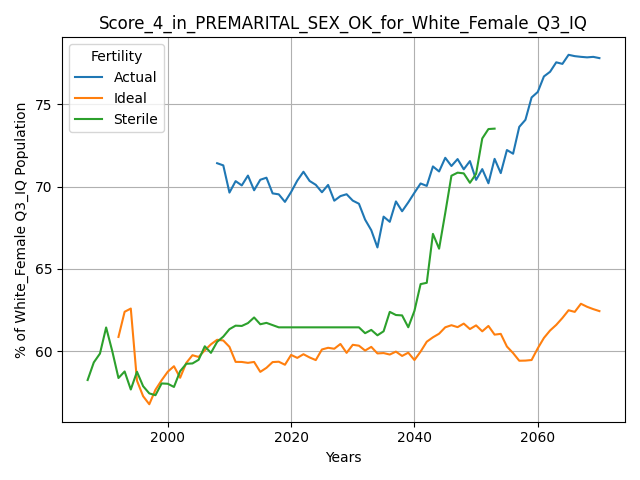 Score_4_in_PREMARITAL_SEX_OK_for_White_Female_Q3_IQ
Fertility
Actual
Ideal
Sterile
% of White_Female Q3_IQ Population
75
70
65
60
2000
2020
2040
2060
Years